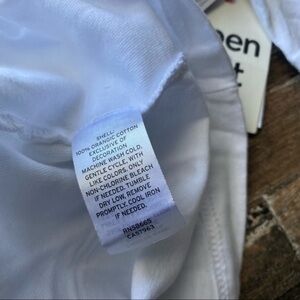 SHELL:
100% ORGANIC COTTON
EXCLUSIVE OF
DECORATION
MACHINE WASH COLD,
GENTLE CYCLE. WITH
LIKE COLORS. ONLY
NON-CHLORINE BLEACH
IF NEEDED. TUMBLE
DRY LOW. REMOVE
PROMPTLY. COOL IRON
IF NEEDED.
CA57963